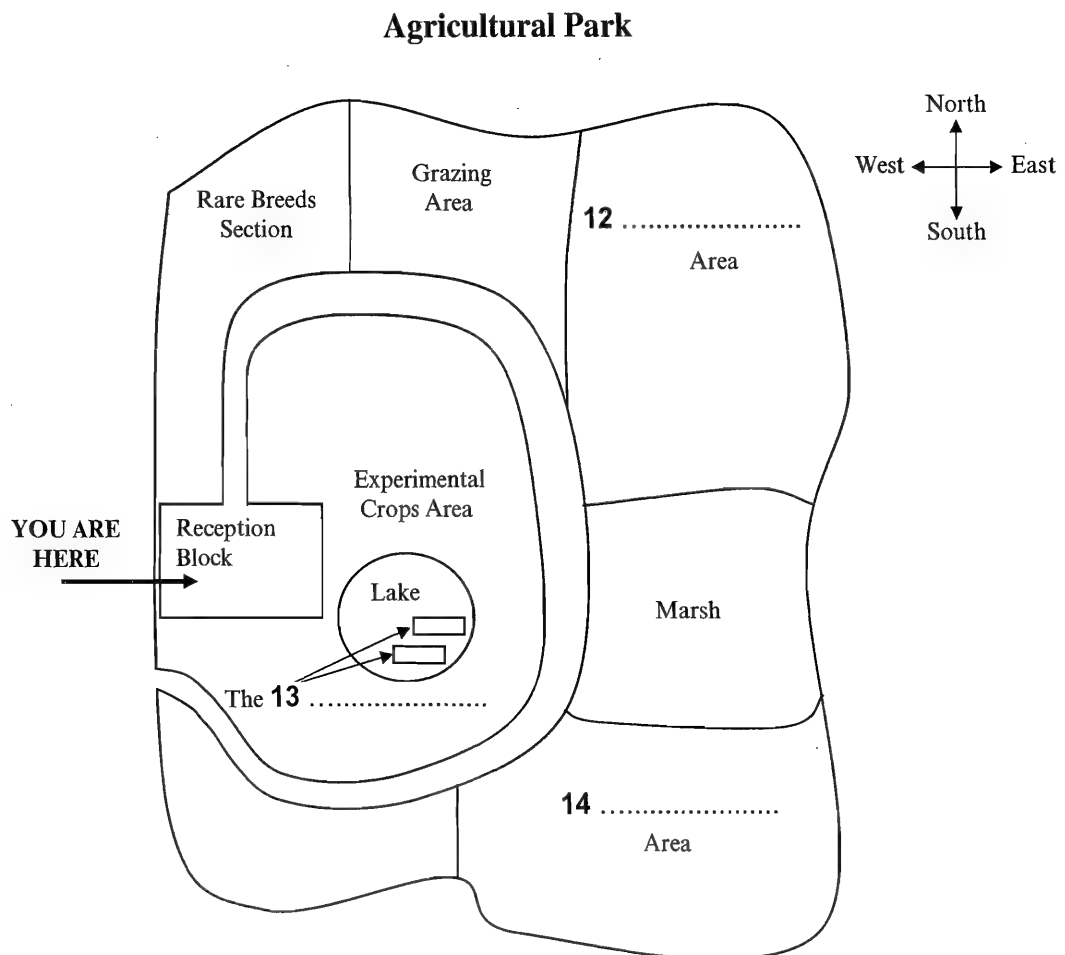 Agricultural Park
North
West
East
South
Rare Breeds
Section
Grazing
Area
12 ........................
Area
Experimental
Crops Area
YOU ARE
HERE
Reception
Block
Lake
Marsh
The 13 ........................
14 ........................
Area